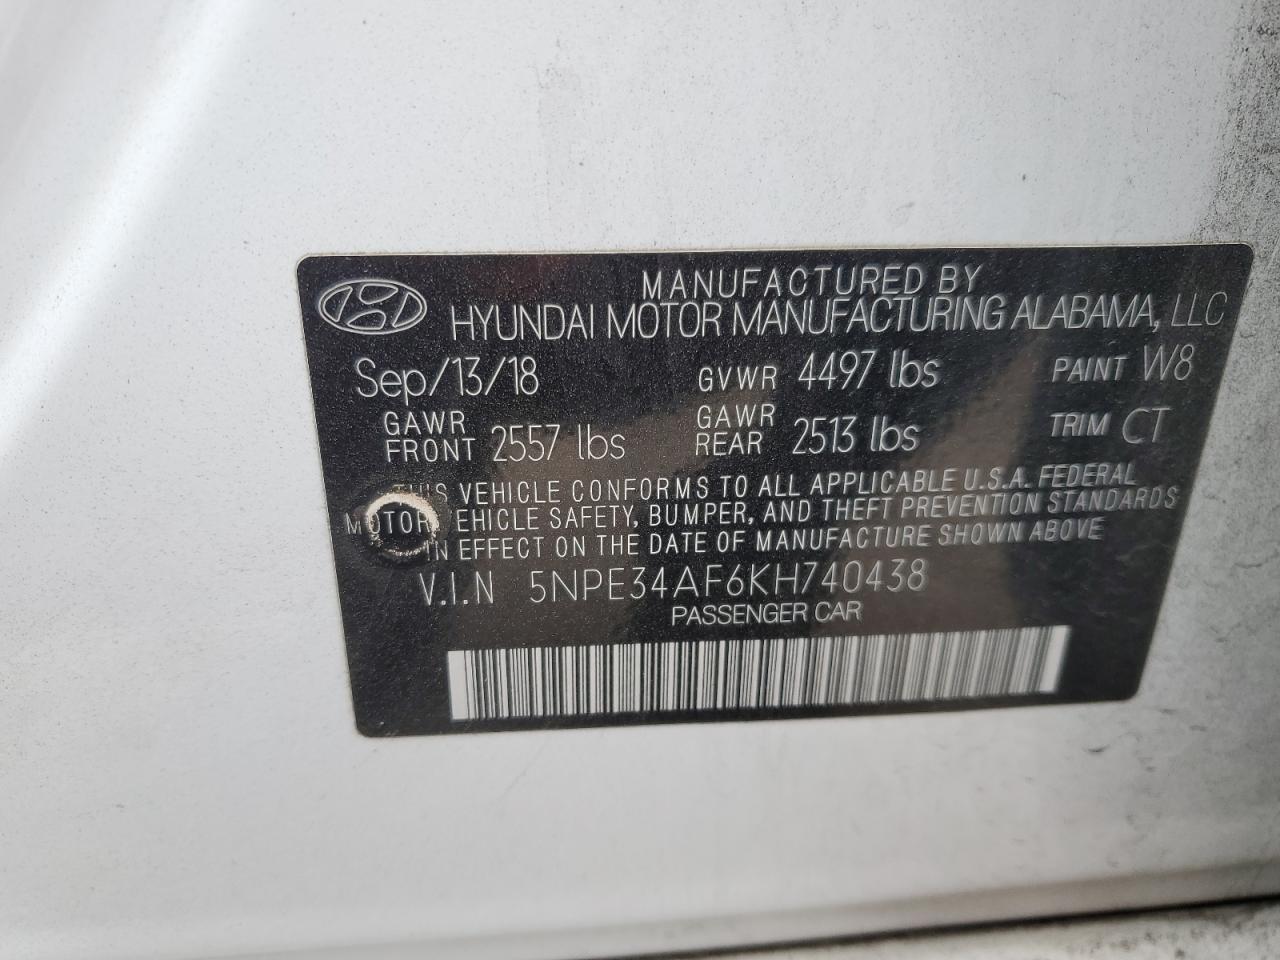 MANUFACTURED BY
HYUNDAI MOTOR MANUFACTURING ALABAMA, LLC
Sep/13/18 GVWR 4497 lbs PAINT W8
GAWR FRONT 2557 lbs GAWR REAR 2513 lbs TRIM CT
THIS VEHICLE CONFORMS TO ALL APPLICABLE U.S.A. FEDERAL
MOTOR VEHICLE SAFETY, BUMPER, AND THEFT PREVENTION STANDARDS
IN EFFECT ON THE DATE OF MANUFACTURE SHOWN ABOVE
V.I.N 5NPE34AF6KH740438
PASSENGER CAR